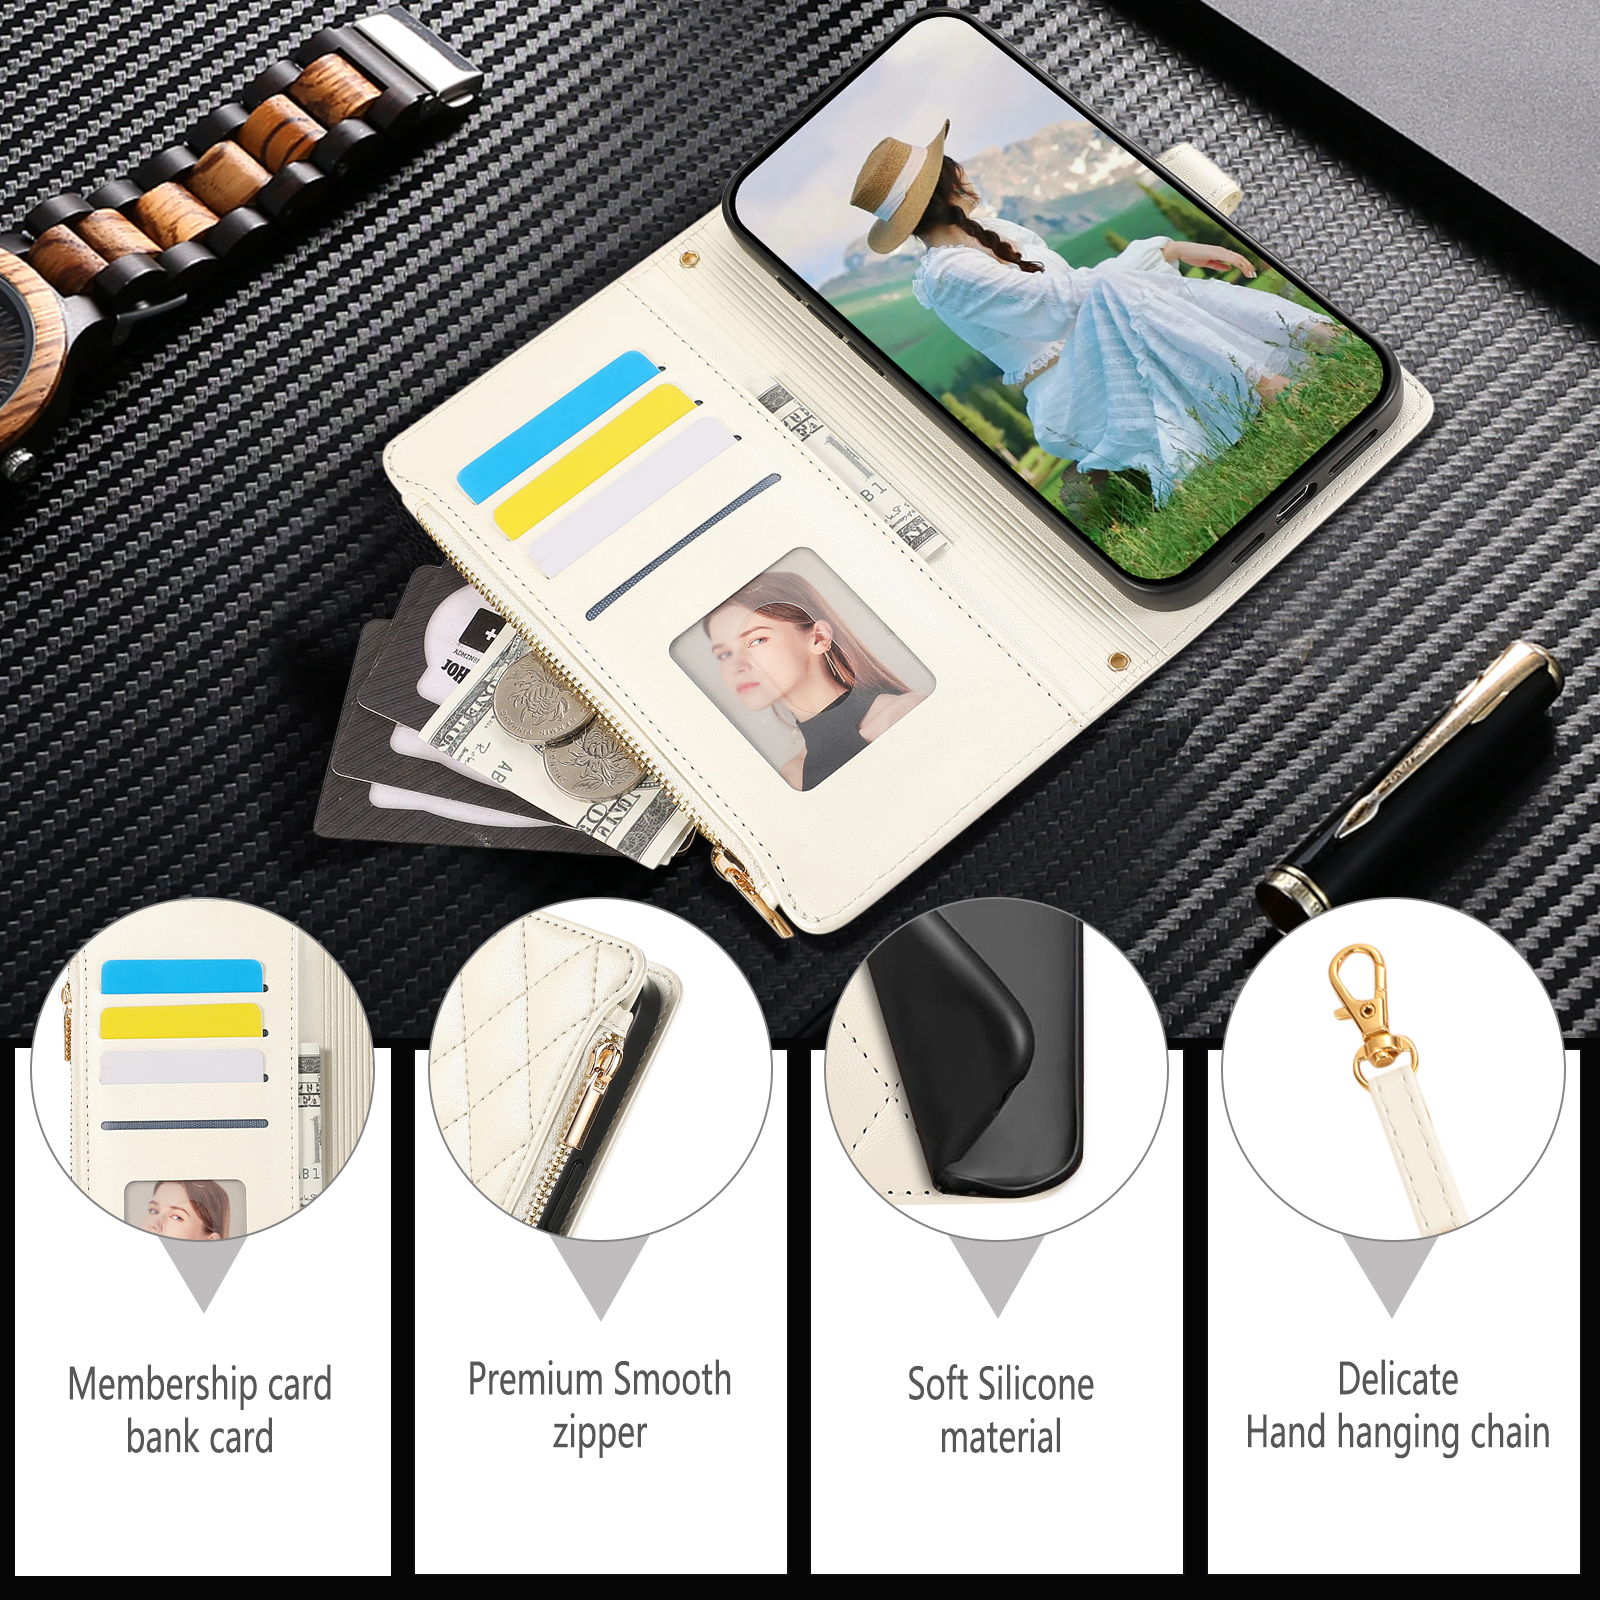 Membership card
bank card
Premium Smooth
zipper
Soft Silicone
material
Delicate
Hand hanging chain